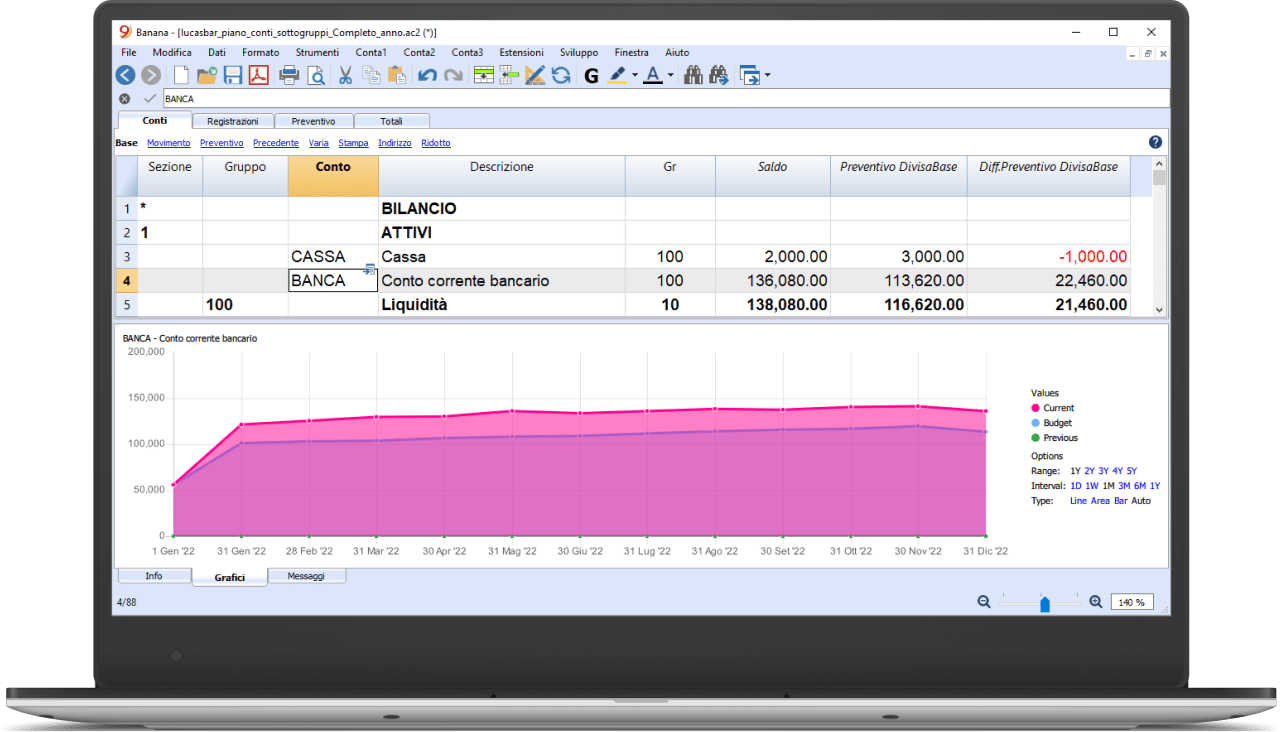 Banana - [lucasbar_piano_conti_sottogruppi_Completo_anno.ac2 (*)]
File Modifica Dati Formato Strumenti Conta1 Conta2 Conta3 Estensioni Sviluppo Finestra Aiuto
G A
BANCA
Conti Registrazioni Preventivo Totali
Base Movimento Preventivo Precedente Varia Stampa Indirizzo Ridotto ?
Sezione Gruppo Conto Descrizione Gr Saldo Preventivo DivisaBase Diff.Preventivo DivisaBase
1 * BILANCIO
2 1 ATTIVI
3 CASSA Cassa 100 2,000.00 3,000.00 -1,000.00
4 BANCA Conto corrente bancario 100 136,080.00 113,620.00 22,460.00
5 100 Liquidità 10 138,080.00 116,620.00 21,460.00
BANCA - Conto corrente bancario
200,000
150,000
100,000
50,000
0
1 Gen '22 31 Gen '22 28 Feb '22 31 Mar '22 30 Apr '22 31 Mag '22 30 Giu '22 31 Lug '22 31 Ago '22 30 Set '22 31 Ott '22 30 Nov '22 31 Dic '22
Values
Current
Budget
Previous
Options
Range: 1Y 2Y 3Y 4Y 5Y
Interval: 1D 1W 1M 3M 6M 1Y
Type: Line Area Bar Auto
Info Grafici Messaggi
4/88
140 %